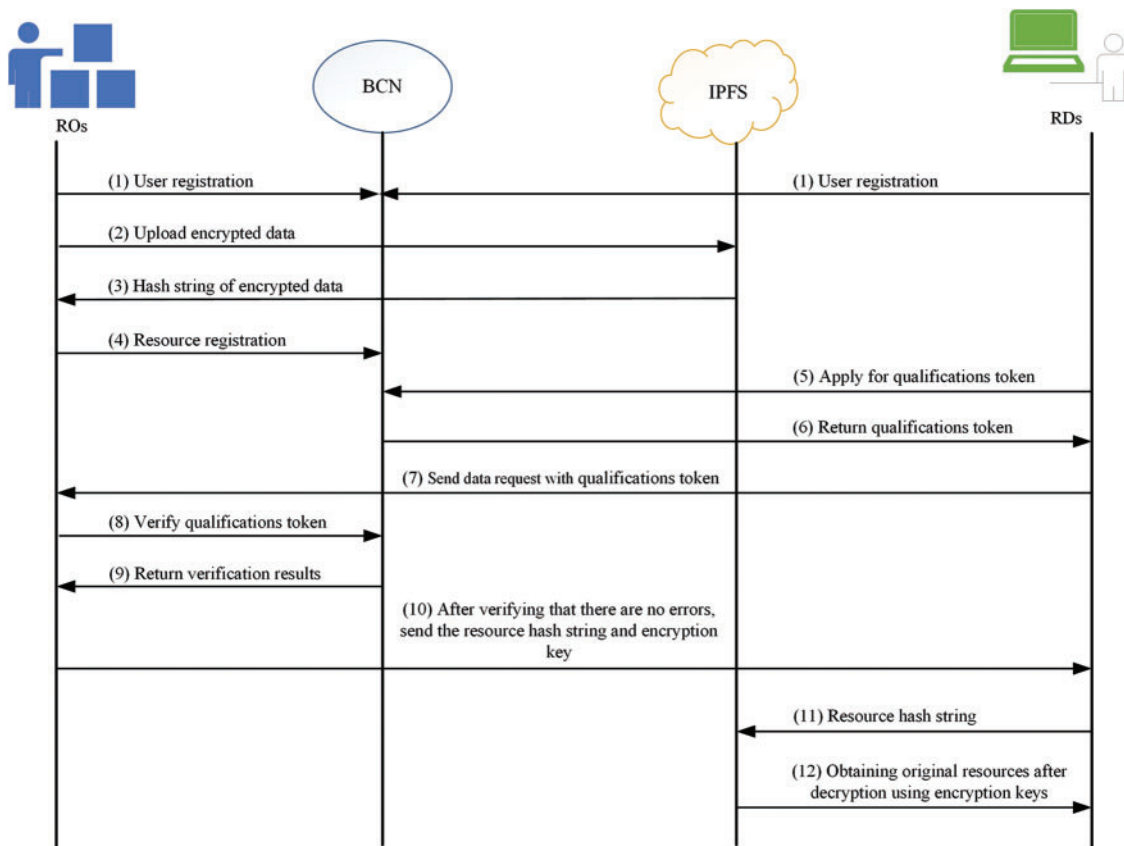 BCN
IPFS
ROs
RDs
(1) User registration
(1) User registration
(2) Upload encrypted data
(3) Hash string of encrypted data
(4) Resource registration
(5) Apply for qualifications token
(6) Return qualifications token
(7) Send data request with qualifications token
(8) Verify qualifications token
(9) Return verification results
(10) After verifying that there are no errors,
send the resource hash string and encryption
key
(11) Resource hash string
(12) Obtaining original resources after
decryption using encryption keys